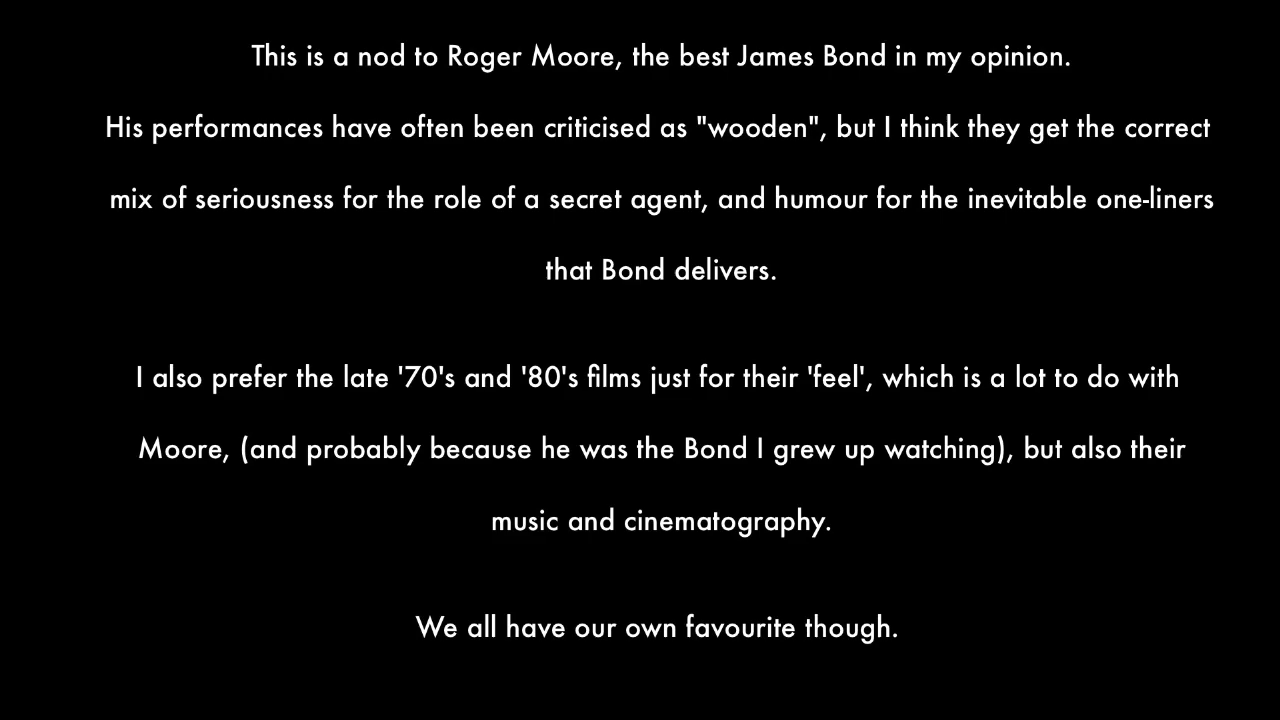 This is a nod to Roger Moore, the best James Bond in my opinion.
His performances have often been criticised as "wooden", but I think they get the correct
mix of seriousness for the role of a secret agent, and humour for the inevitable one-liners
that Bond delivers.
I also prefer the late '70's and '80's films just for their 'feel', which is a lot to do with
Moore, (and probably because he was the Bond I grew up watching), but also their
music and cinematography.
We all have our own favourite though.